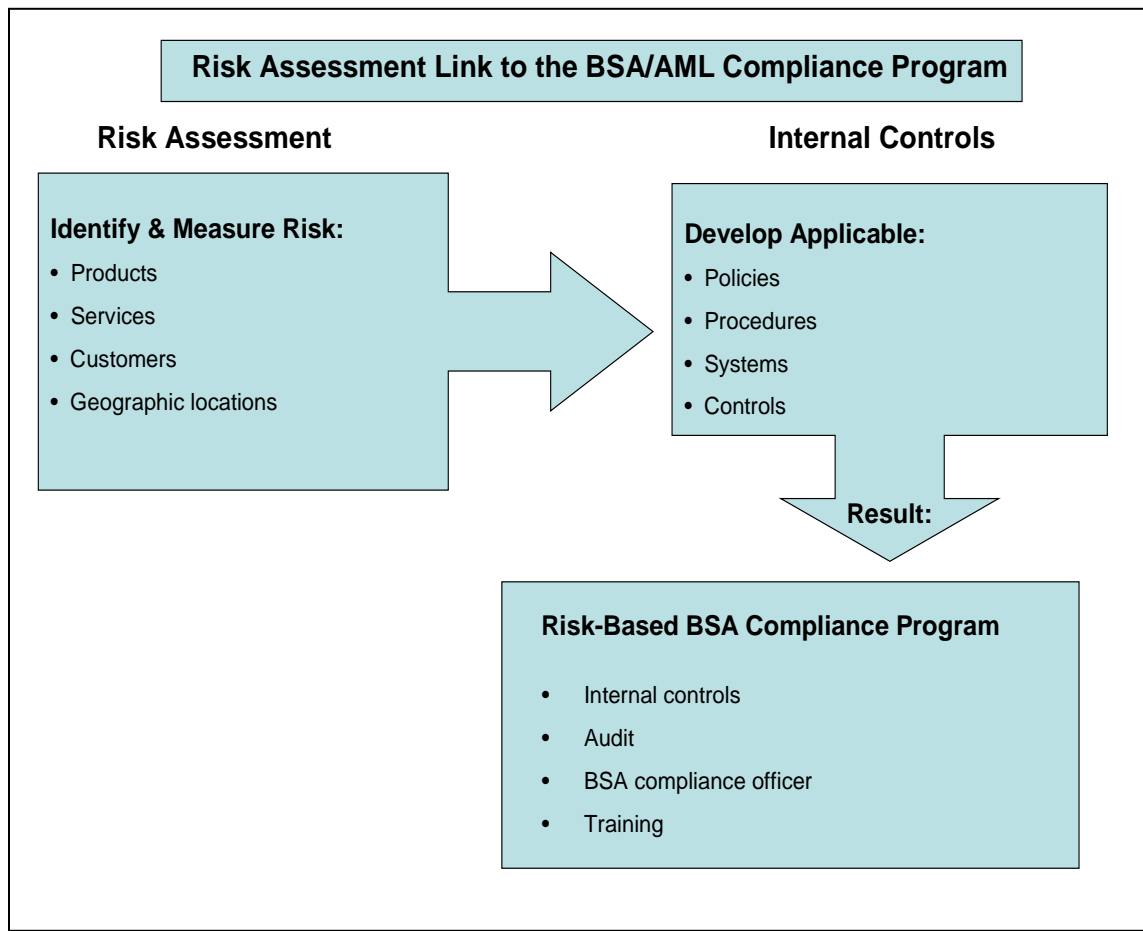 Risk Assessment Link to the BSA/AML Compliance Program
Risk Assessment
Identify & Measure Risk:
• Products
• Services
• Customers
• Geographic locations
Internal Controls
Develop Applicable:
• Policies
• Procedures
• Systems
• Controls
Result:
Risk-Based BSA Compliance Program
• Internal controls
• Audit
• BSA compliance officer
• Training